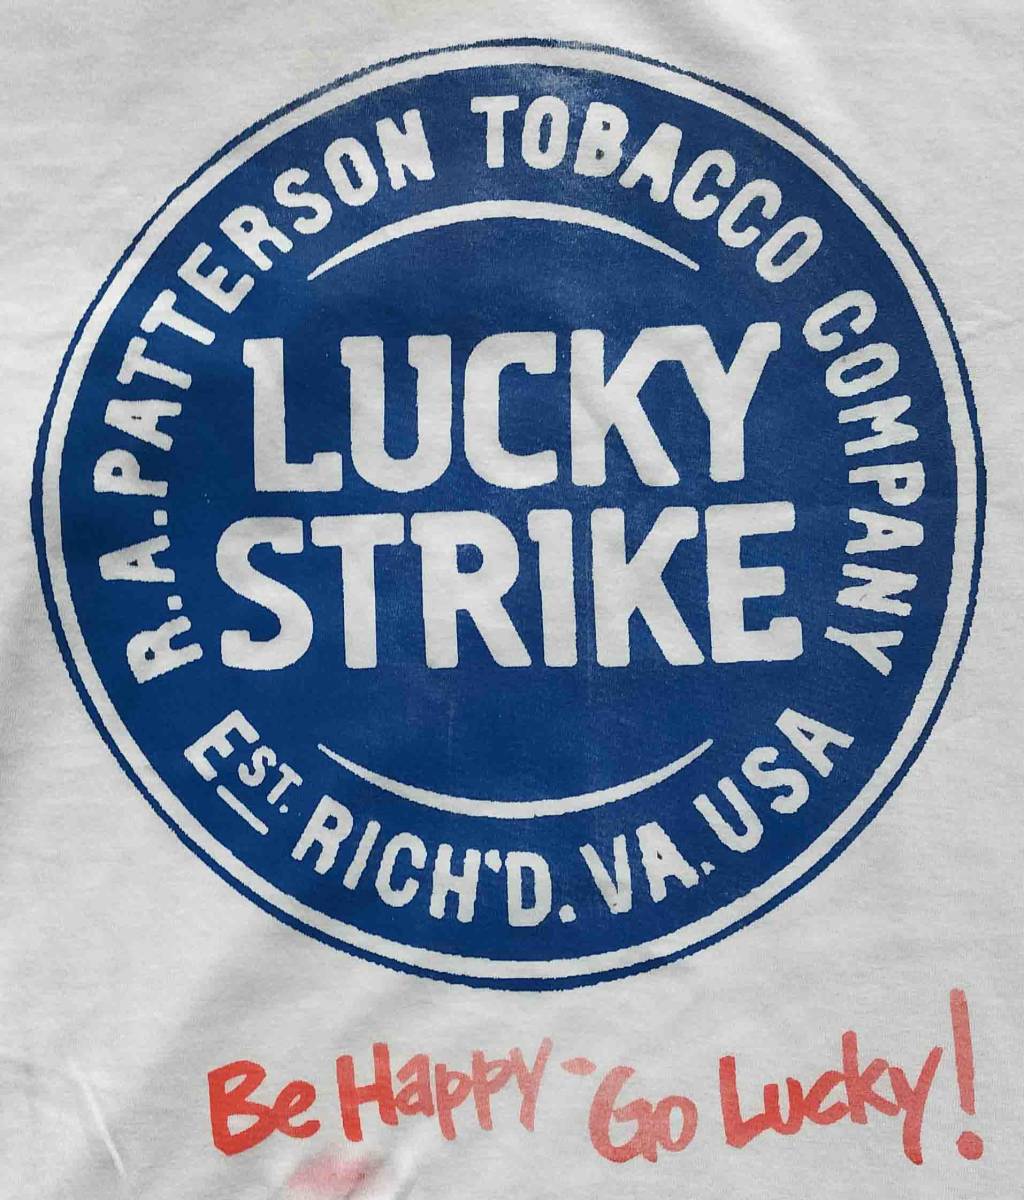 R.A.PATTERSON TOBACCO COMPANY
LUCKY
STRIKE
EST. RICH'D. VA. USA
Be Happy-Go Lucky!